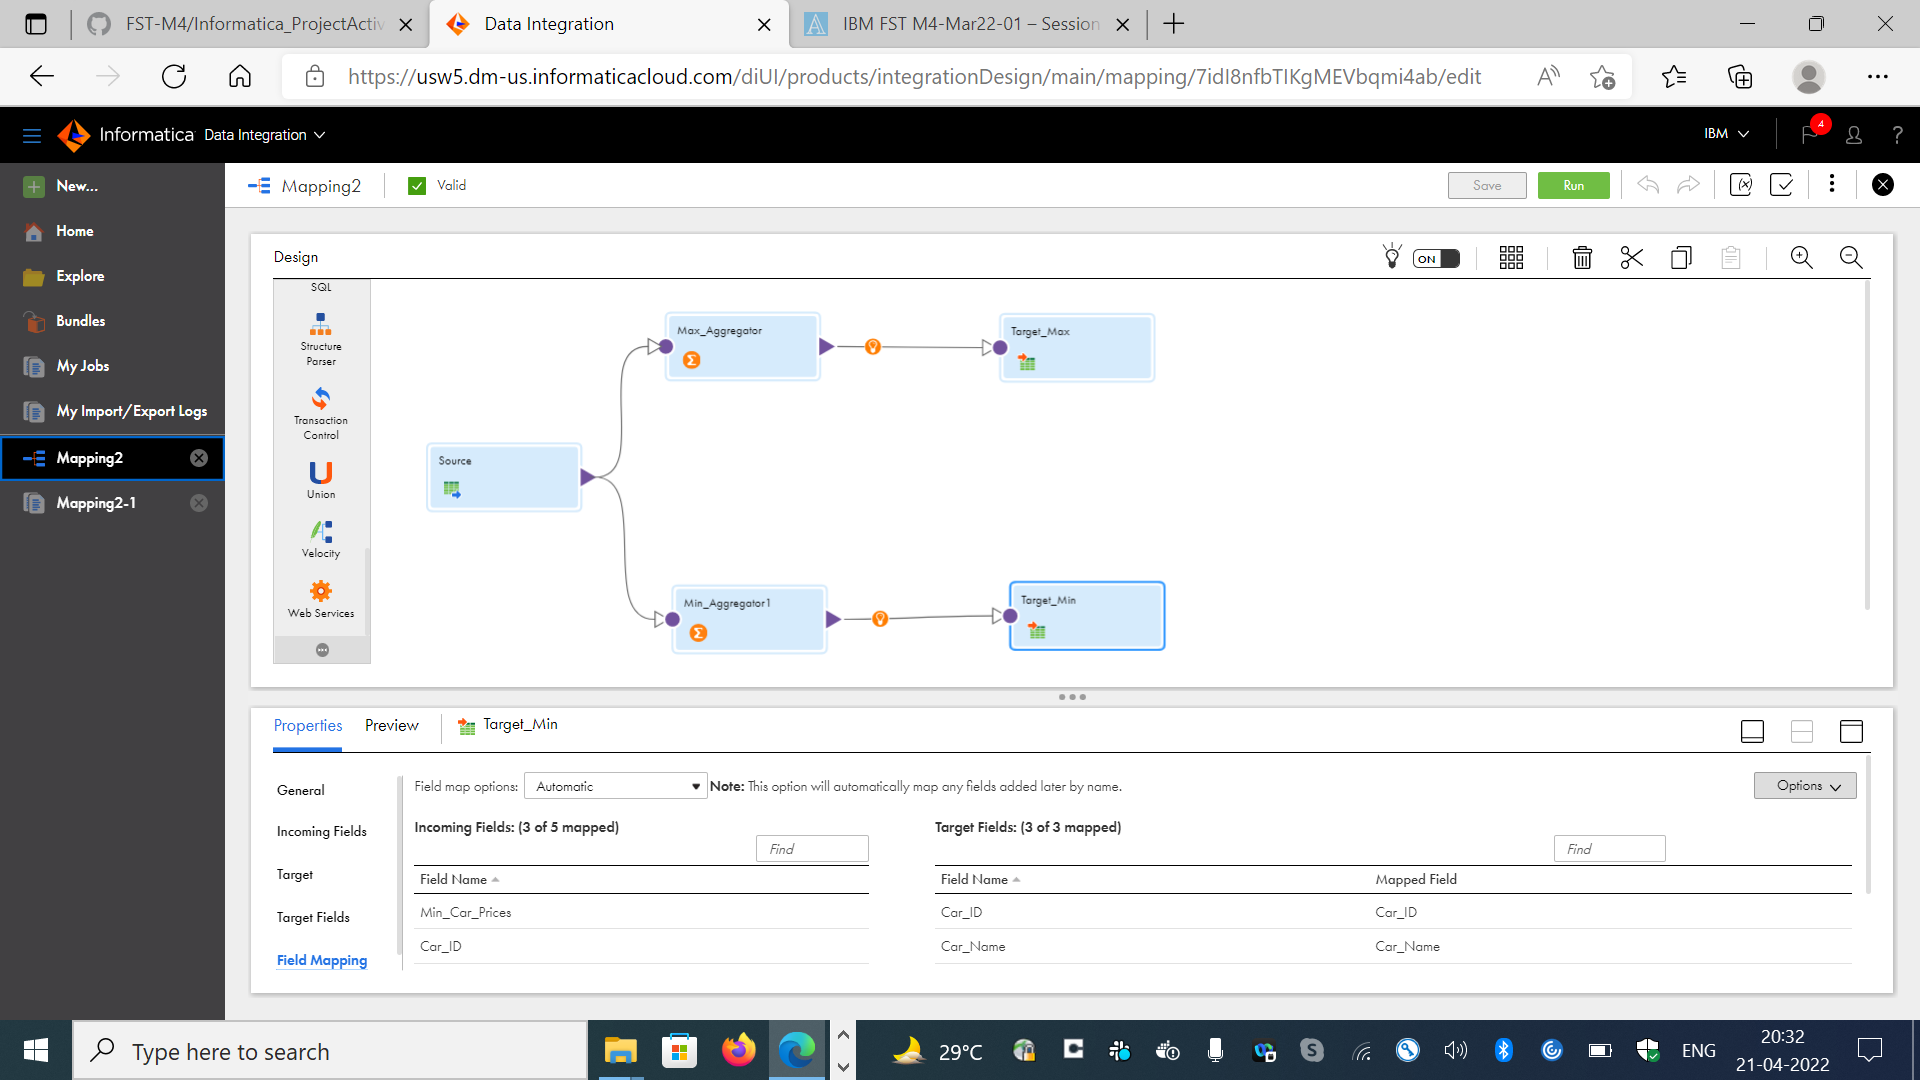 FST-M4/Informatica_ProjectActiv
Data Integration
IBM FST M4-Mar22-01 – Session
https://usw5.dm-us.informaticacloud.com/diUI/products/integrationDesign/main/mapping/7idI8nfbTIKgMEVbqmi4ab/edit
Informatica Data Integration
IBM
4
?
New...
Home
Explore
Bundles
My Jobs
My Import/Export Logs
Mapping2
Mapping2-1
Mapping2
Valid
Save
Run
Design
ON
SQL
Structure
Parser
Transaction
Control
Union
Velocity
Web Services
Max_Aggregator
Target_Max
Source
Min_Aggregator1
Target_Min
Properties
Preview
Target_Min
General
Incoming Fields
Target
Target Fields
Field Mapping
Field map options:
Automatic
Note: This option will automatically map any fields added later by name.
Options
Incoming Fields: (3 of 5 mapped)
Find
Field Name
Min_Car_Prices
Car_ID
Target Fields: (3 of 3 mapped)
Find
Field Name
Mapped Field
Car_ID
Car_ID
Car_Name
Car_Name
Type here to search
29°C
ENG
20:32
21-04-2022